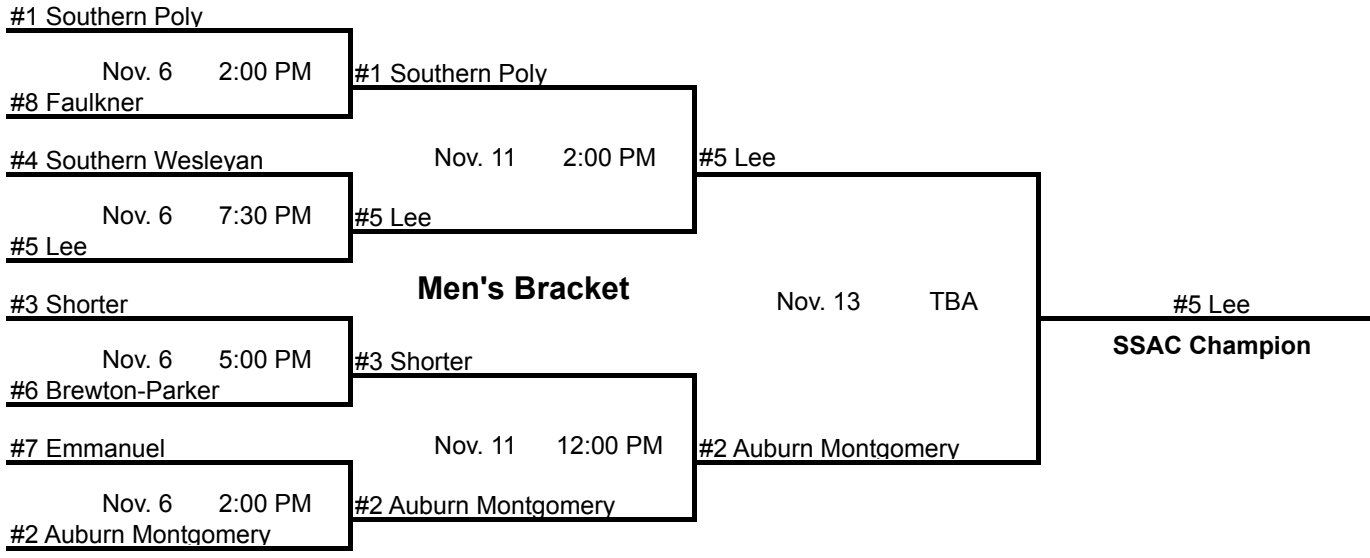 #1 Southern Poly
Nov. 6 2:00 PM
#1 Southern Poly
#8 Faulkner
#4 Southern Wesleyan
Nov. 11 2:00 PM
#5 Lee
Nov. 6 7:30 PM
#5 Lee
#5 Lee
Men's Bracket
#3 Shorter
Nov. 13 TBA
#5 Lee
SSAC Champion
Nov. 6 5:00 PM
#3 Shorter
#6 Brewton-Parker
#7 Emmanuel
Nov. 11 12:00 PM
#2 Auburn Montgomery
Nov. 6 2:00 PM
#2 Auburn Montgomery
#2 Auburn Montgomery